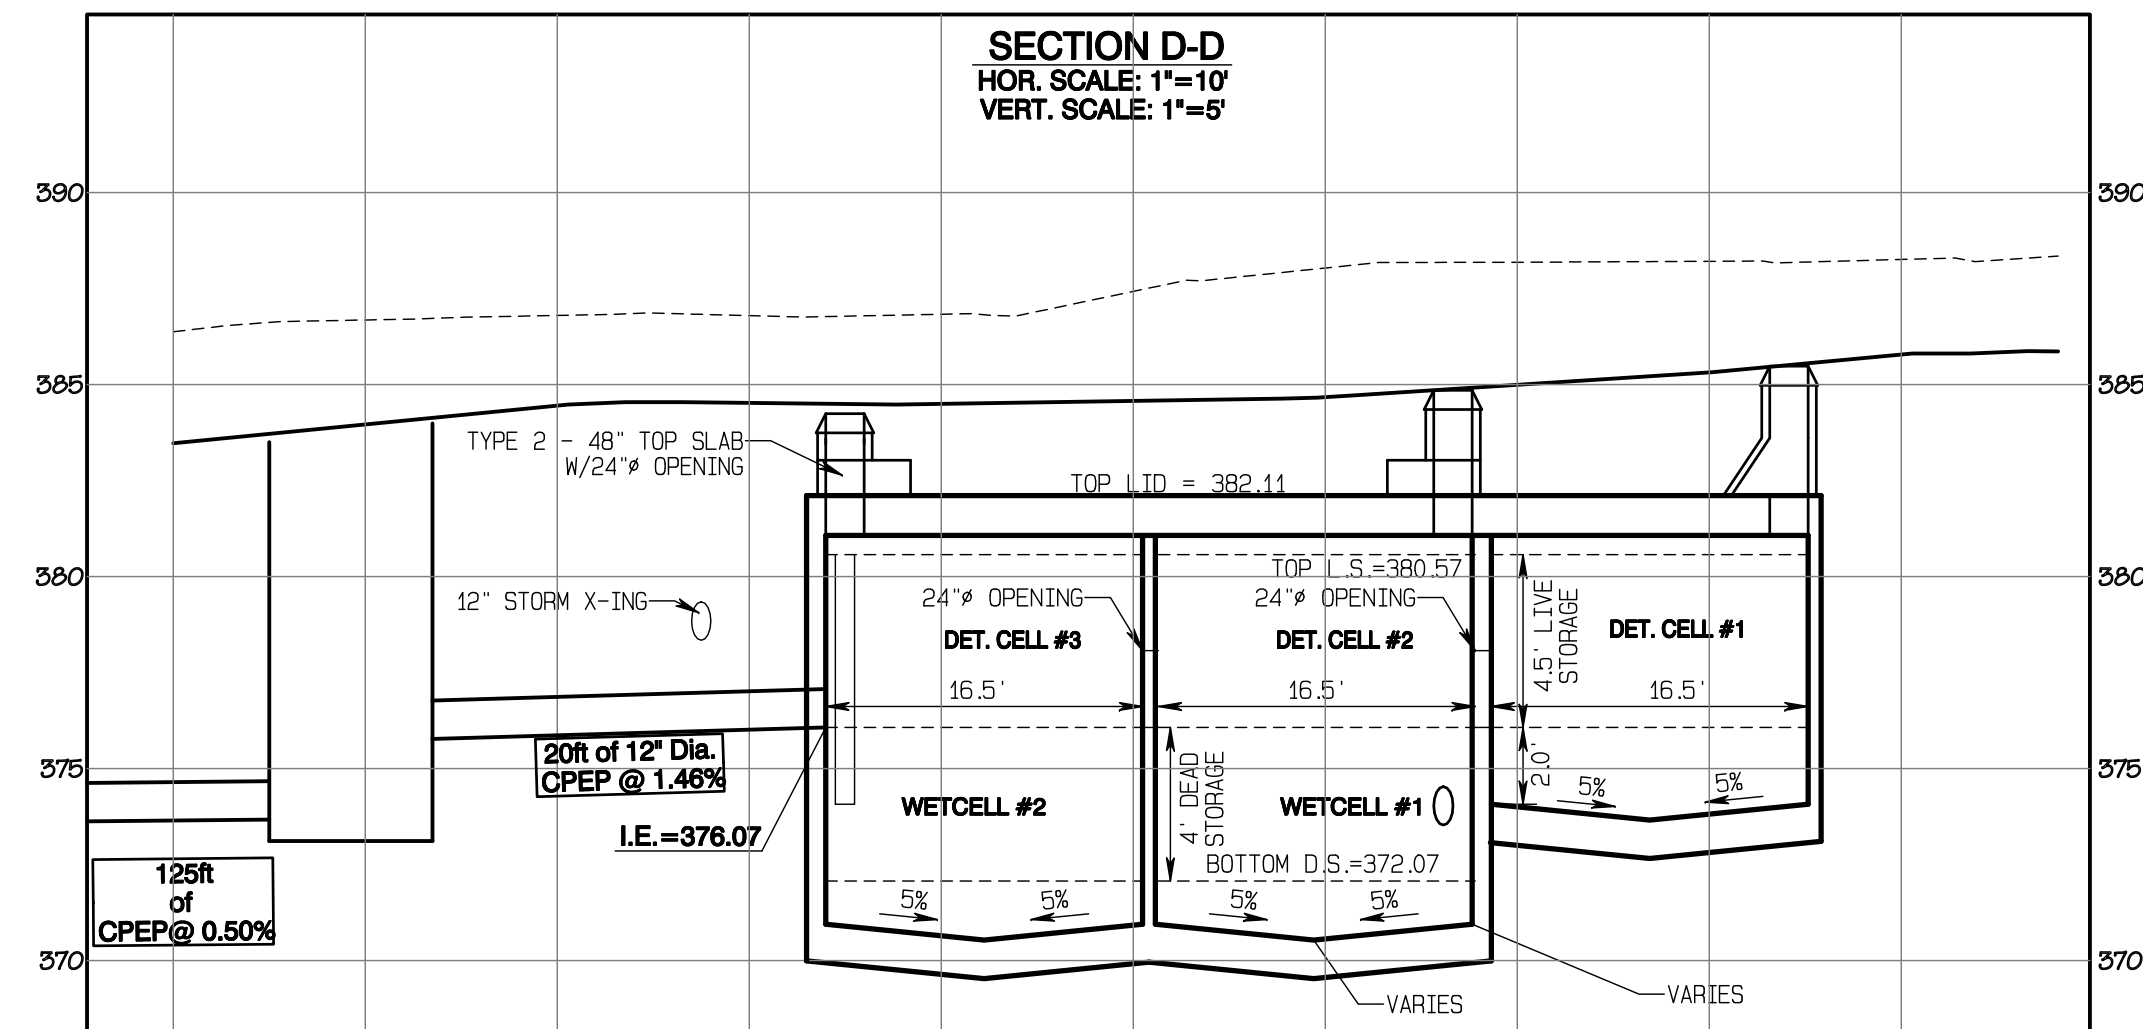 SECTION D-D
HOR. SCALE: 1"=10'
VERT. SCALE: 1"=5'
390
390
385
385
TYPE 2 - 48" TOP SLAB
W/24"ø OPENING
TOP LID = 382.11
380
380
TOP L.S.=380.57
12" STORM X-ING
24"ø OPENING
24"ø OPENING
4.5' LIVE
STORAGE
DET. CELL #3
DET. CELL #2
DET. CELL #1
16.5'
16.5'
16.5'
20ft of 12" Dia.
CPEP @ 1.46%
375
375
2.0'
5%
5%
4' DEAD
STORAGE
WETCELL #2
WETCELL #1
I.E.=376.07
BOTTOM D.S.=372.07
125ft
of
CPEP@ 0.50%
5%
5%
5%
5%
370
370
VARIES
VARIES